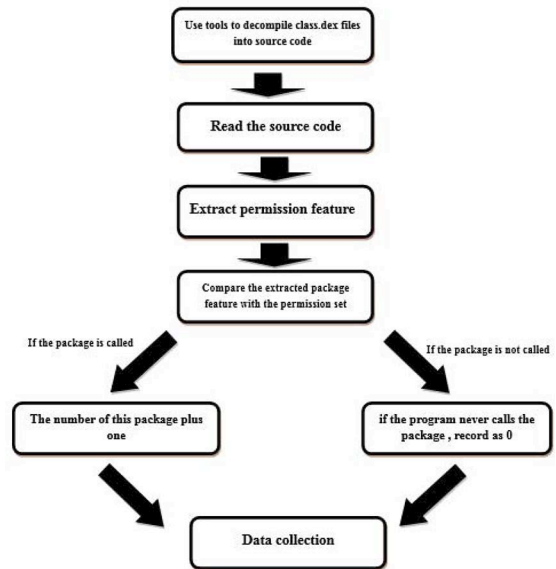 Use tools to decompile class.dex files
into source code
Read the source code
Extract permission feature
Compare the extracted package
feature with the permission set
If the package is called
If the package is not called
The number of this package plus
one
if the program never calls the
package , record as 0
Data collection